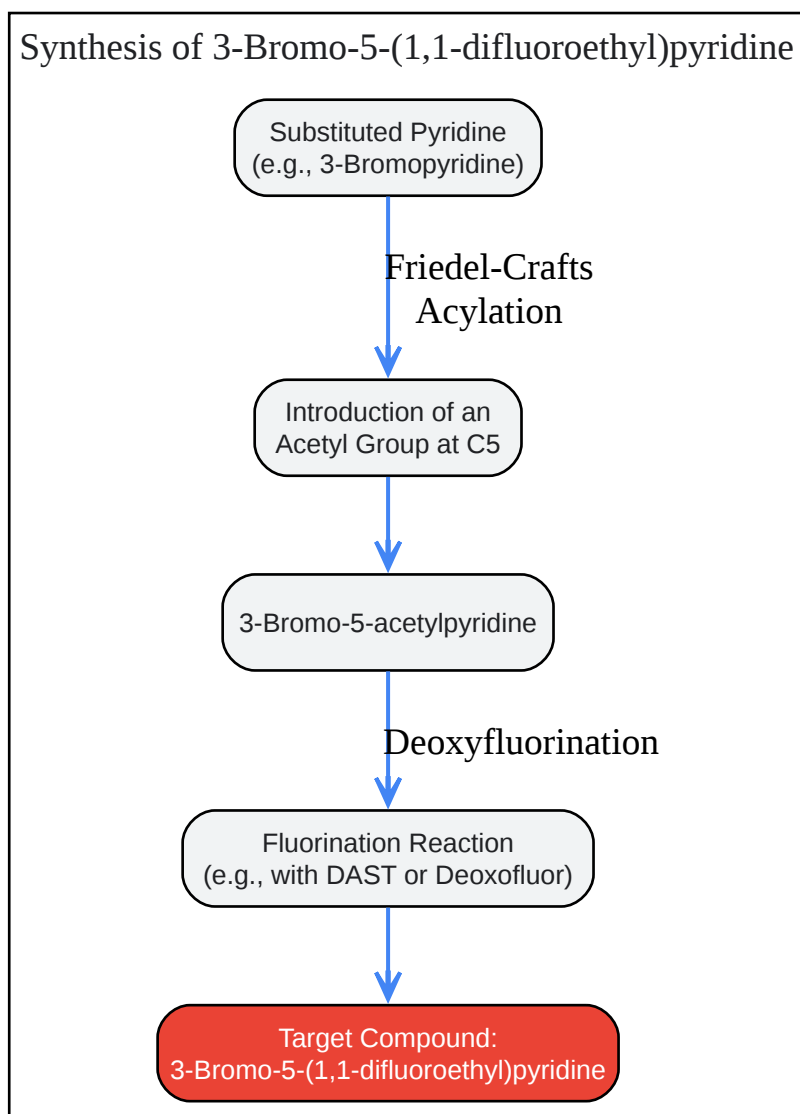 Synthesis of 3-Bromo-5-(1,1-difluoroethyl)pyridine
Substituted Pyridine
(e.g., 3-Bromopyridine)
Friedel-Crafts
Acylation
Introduction of an
Acetyl Group at C5
3-Bromo-5-acetylpyridine
Deoxyfluorination
Fluorination Reaction
(e.g., with DAST or Deoxofluor)
Target Compound:
3-Bromo-5-(1,1-difluoroethyl)pyridine